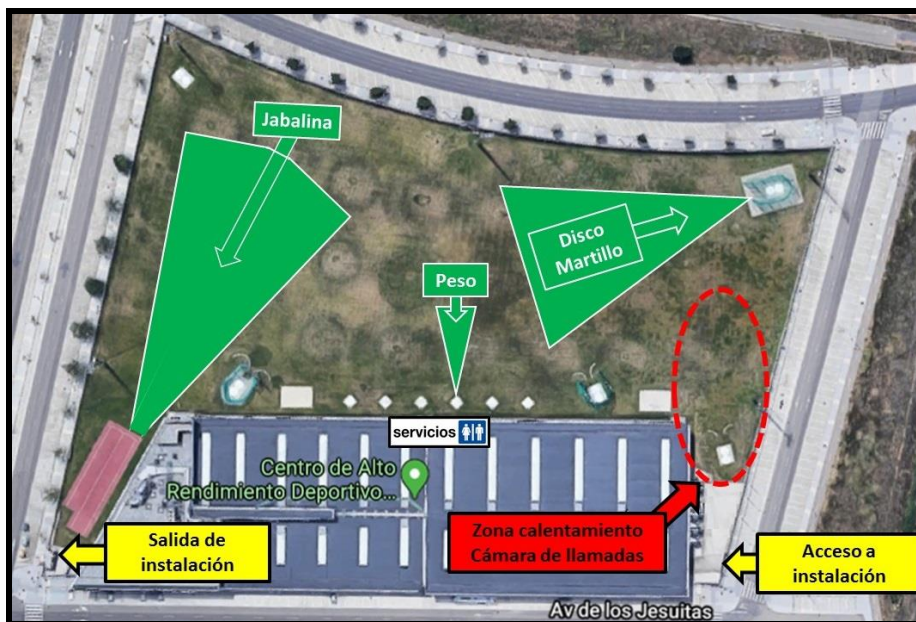 Jabalina
Disco
Martillo
Peso
servicios
Centro de Alto
Rendimiento Deportivo...
Zona calentamiento
Cámara de llamadas
Salida de
instalación
Acceso a
instalación
Av de los Jesuitas